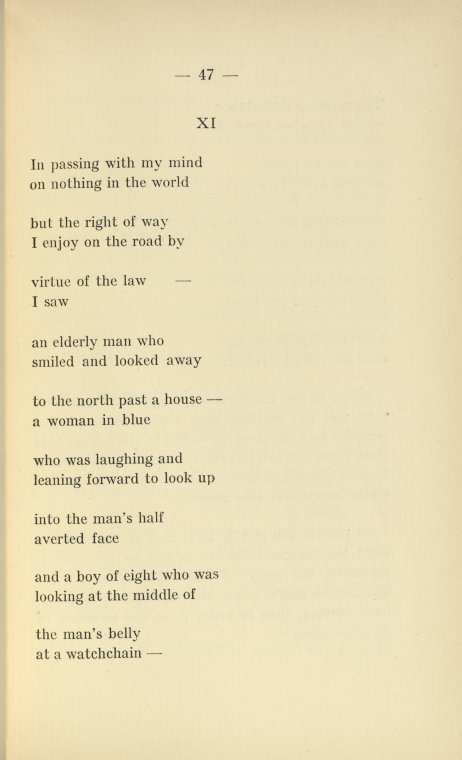 — 47 —
XI
In passing with my mind
on nothing in the world
but the right of way
I enjoy on the road by
virtue of the law —
I saw
an elderly man who
smiled and looked away
to the north past a house —
a woman in blue
who was laughing and
leaning forward to look up
into the man's half
averted face
and a boy of eight who was
looking at the middle of
the man's belly
at a watchchain —